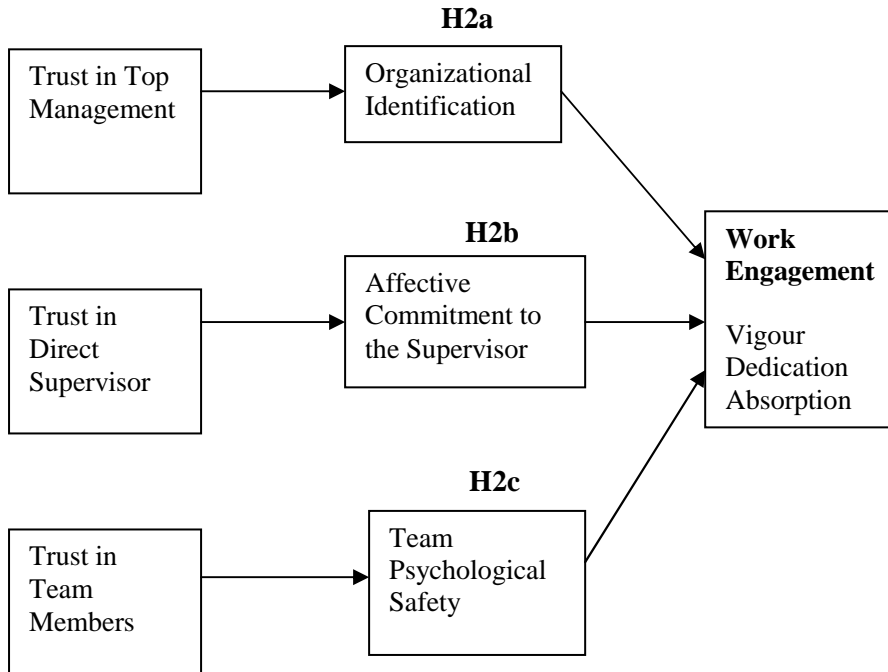 H2a
Trust in Top
Management
Organizational
Identification
H2b
Trust in
Direct
Supervisor
Affective
Commitment to
the Supervisor
Work
Engagement
Vigour
Dedication
Absorption
H2c
Trust in
Team
Members
Team
Psychological
Safety